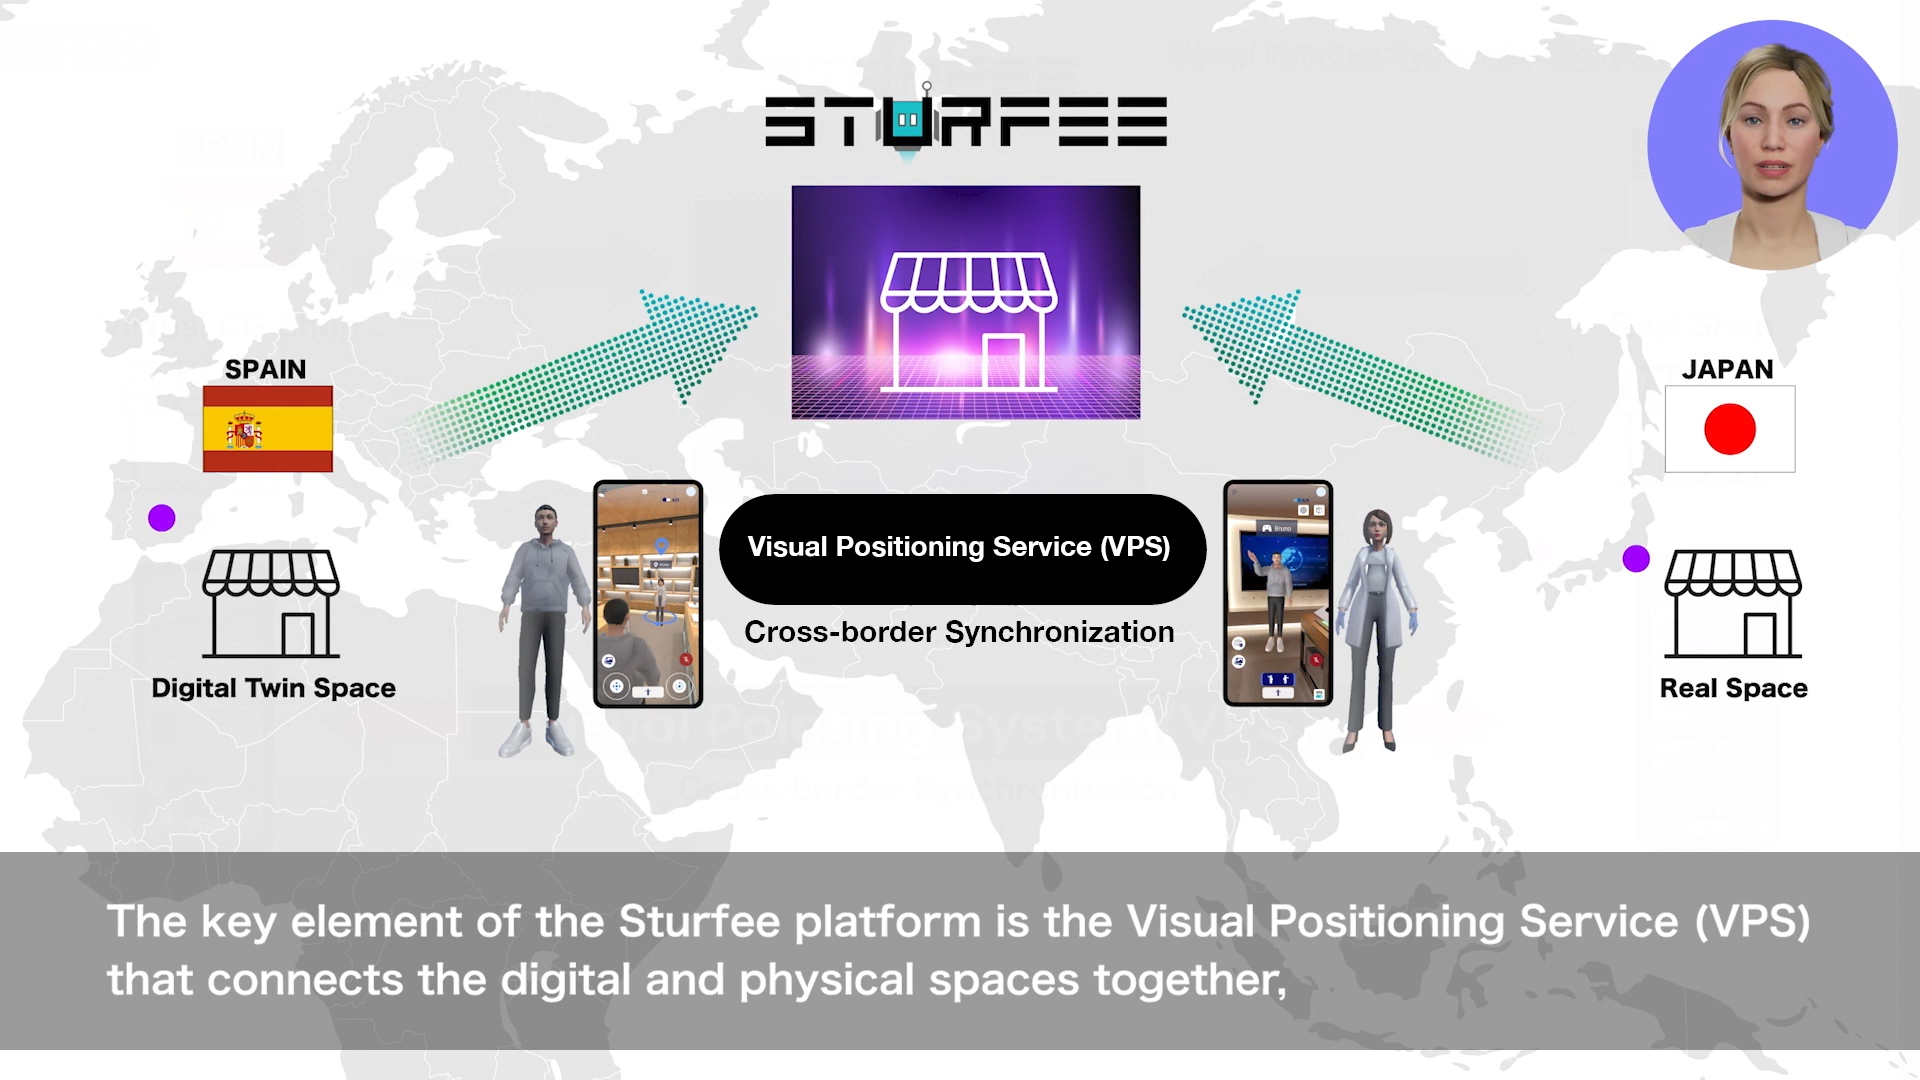 STURFEE
SPAIN
JAPAN
Bruno
Visual Positioning Service (VPS)
Cross-border Synchronization
Digital Twin Space
Real Space
The key element of the Sturfee platform is the Visual Positioning Service (VPS)
that connects the digital and physical spaces together,